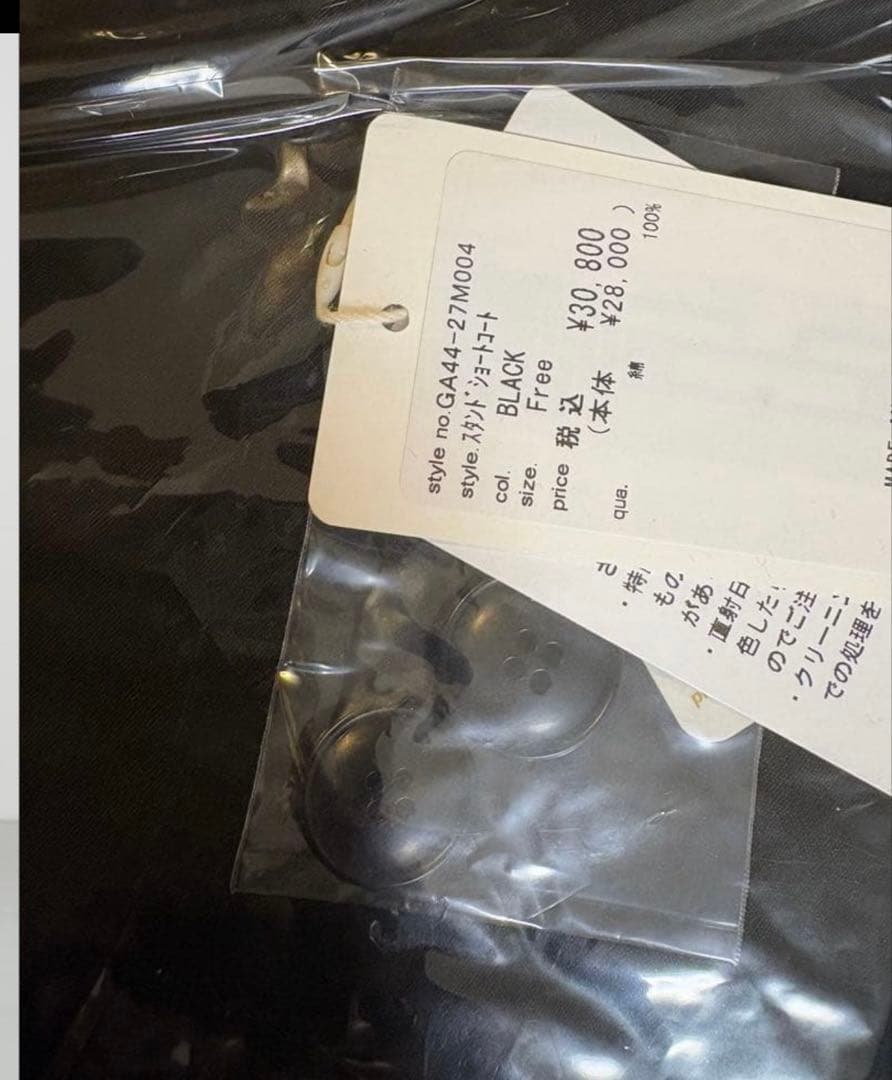 style no.GA44-27M004
style.スタンドショートコート
col. BLACK
size. Free
price 税込 ¥30,800
(本体 ¥28,000)
qua. 綿 100%
・特
もの
があ
・直射日
色した
のでご注
・クリーニ
での処理を